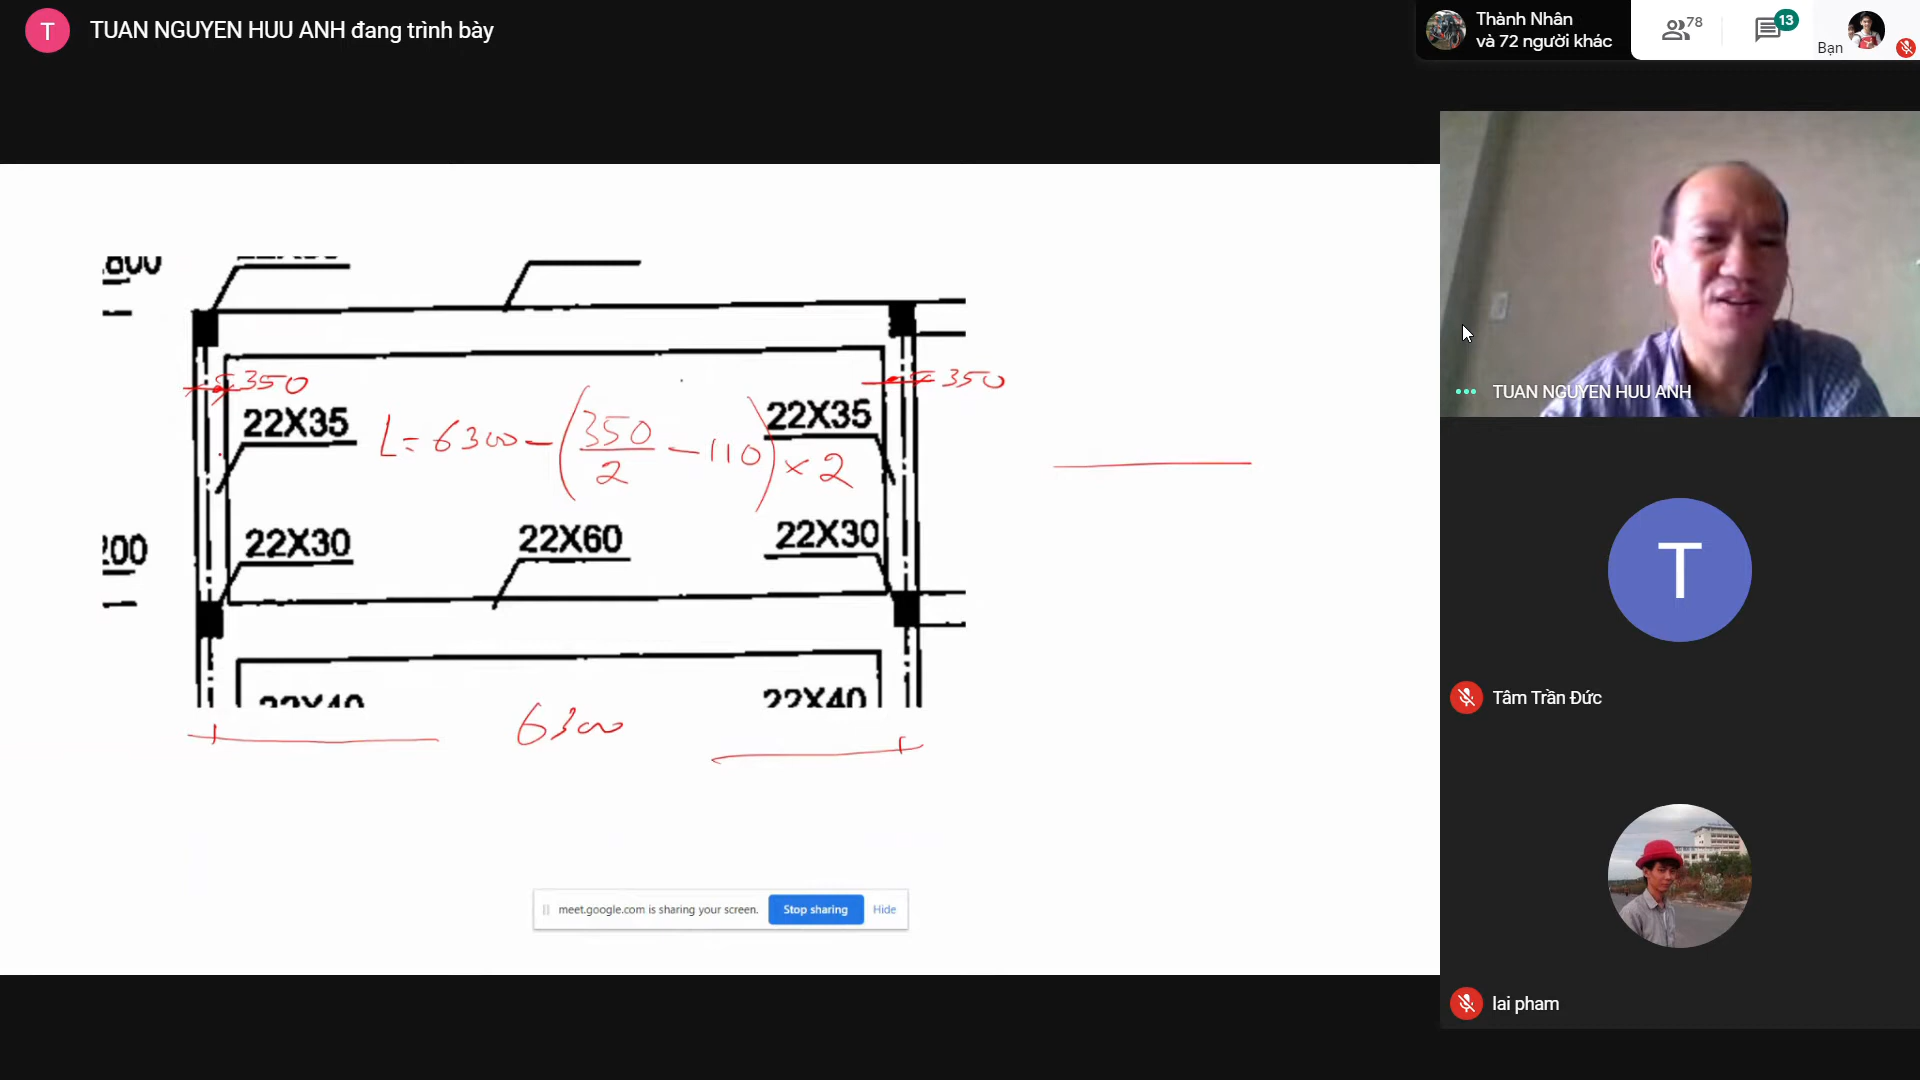 T TUAN NGUYEN HUU ANH đang trình bày
Thành Nhân
và 72 người khác
78
13
Bạn
350
350
22X35
L = 6300 - (350/2 - 110) × 2
22X35
22X30
22X60
22X30
22X40
22X40
6300
meet.google.com is sharing your screen. Stop sharing Hide
TUAN NGUYEN HUU ANH
T
Tâm Trần Đức
lai pham